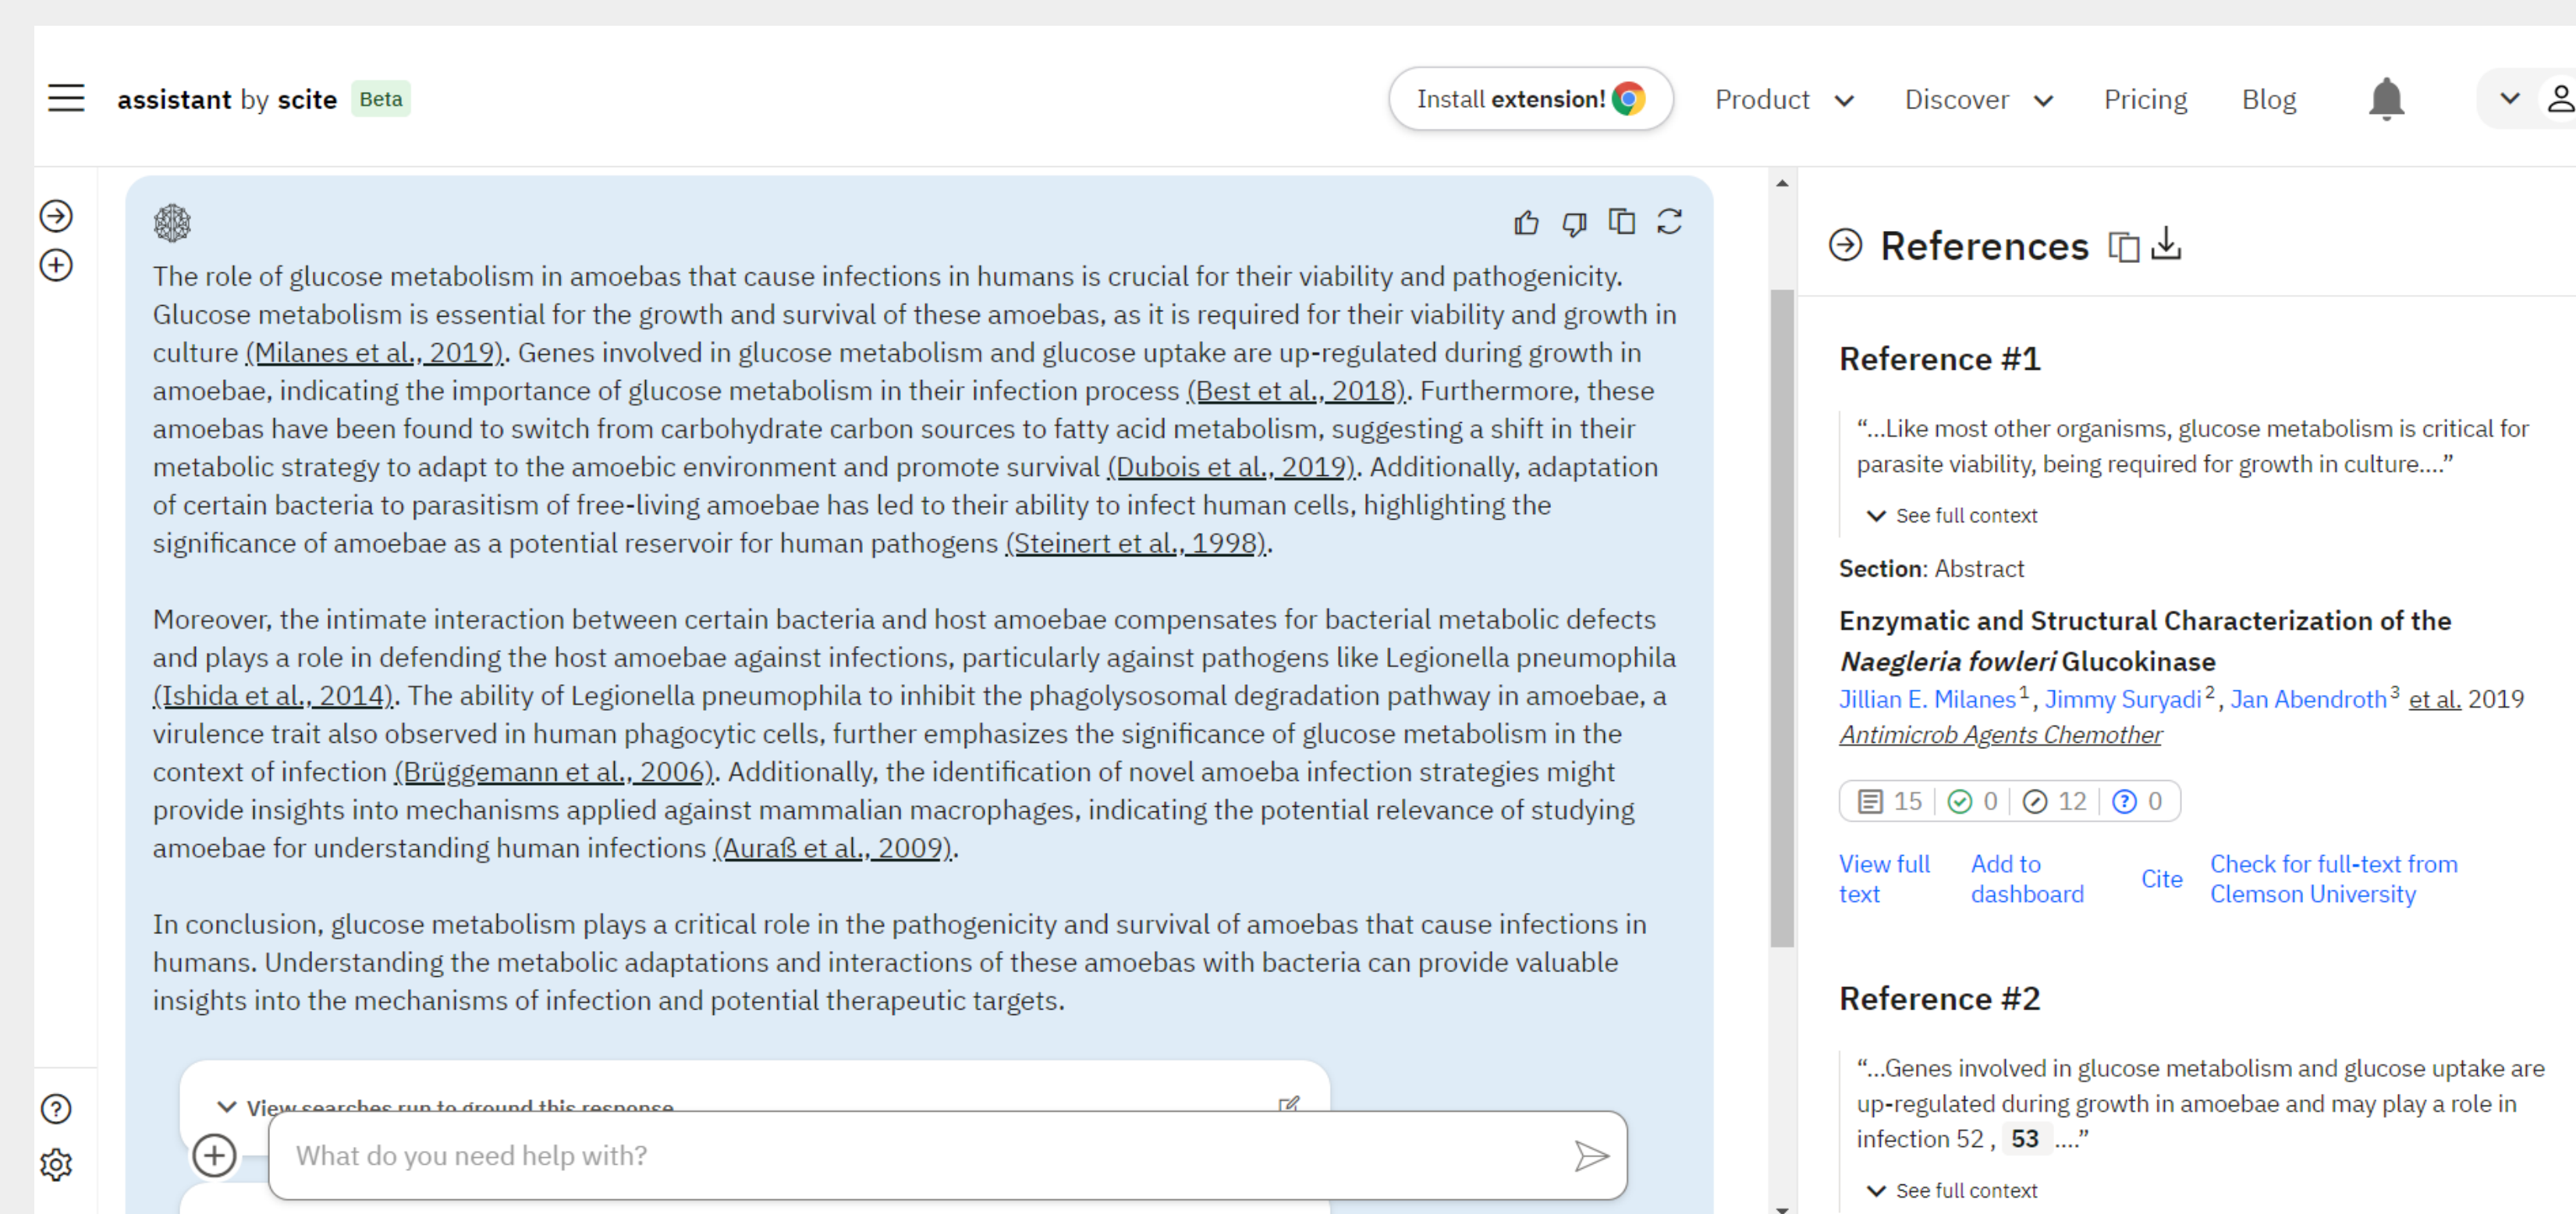 assistant by scite Beta
Install extension!
Product
Discover
Pricing
Blog
The role of glucose metabolism in amoebas that cause infections in humans is crucial for their viability and pathogenicity.
Glucose metabolism is essential for the growth and survival of these amoebas, as it is required for their viability and growth in
culture (Milanes et al., 2019). Genes involved in glucose metabolism and glucose uptake are up-regulated during growth in
amoebae, indicating the importance of glucose metabolism in their infection process (Best et al., 2018). Furthermore, these
amoebas have been found to switch from carbohydrate carbon sources to fatty acid metabolism, suggesting a shift in their
metabolic strategy to adapt to the amoebic environment and promote survival (Dubois et al., 2019). Additionally, adaptation
of certain bacteria to parasitism of free-living amoebae has led to their ability to infect human cells, highlighting the
significance of amoebae as a potential reservoir for human pathogens (Steinert et al., 1998).
Moreover, the intimate interaction between certain bacteria and host amoebae compensates for bacterial metabolic defects
and plays a role in defending the host amoebae against infections, particularly against pathogens like Legionella pneumophila
(Ishida et al., 2014). The ability of Legionella pneumophila to inhibit the phagolysosomal degradation pathway in amoebae, a
virulence trait also observed in human phagocytic cells, further emphasizes the significance of glucose metabolism in the
context of infection (Brüggemann et al., 2006). Additionally, the identification of novel amoeba infection strategies might
provide insights into mechanisms applied against mammalian macrophages, indicating the potential relevance of studying
amoebae for understanding human infections (Auraß et al., 2009).
In conclusion, glucose metabolism plays a critical role in the pathogenicity and survival of amoebas that cause infections in
humans. Understanding the metabolic adaptations and interactions of these amoebas with bacteria can provide valuable
insights into the mechanisms of infection and potential therapeutic targets.
View searches run to ground this response
What do you need help with?
References
Reference #1
“...Like most other organisms, glucose metabolism is critical for
parasite viability, being required for growth in culture....”
See full context
Section: Abstract
Enzymatic and Structural Characterization of the
Naegleria fowleri Glucokinase
Jillian E. Milanes1, Jimmy Suryadi2, Jan Abendroth3 et al. 2019
Antimicrob Agents Chemother
15 0 12 0
View full
text
Add to
dashboard
Cite
Check for full-text from
Clemson University
Reference #2
“...Genes involved in glucose metabolism and glucose uptake are
up-regulated during growth in amoebae and may play a role in
infection 52 , 53 ....”
See full context